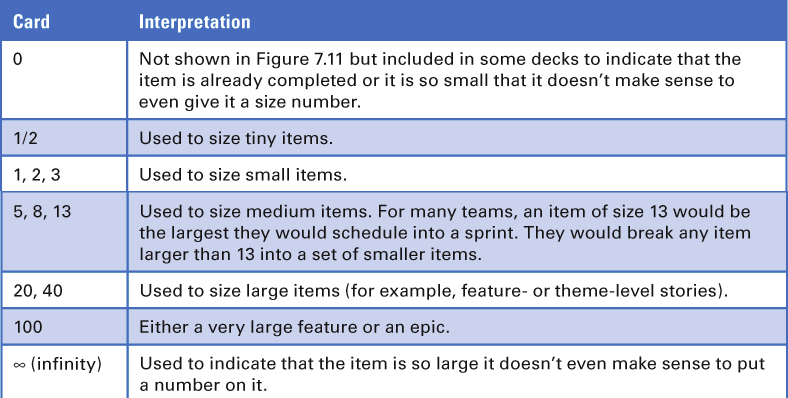 Card Interpretation
0 Not shown in Figure 7.11 but included in some decks to indicate that the
item is already completed or it is so small that it doesn’t make sense to
even give it a size number.
1/2 Used to size tiny items.
1, 2, 3 Used to size small items.
5, 8, 13 Used to size medium items. For many teams, an item of size 13 would be
the largest they would schedule into a sprint. They would break any item
larger than 13 into a set of smaller items.
20, 40 Used to size large items (for example, feature- or theme-level stories).
100 Either a very large feature or an epic.
∞ (infinity) Used to indicate that the item is so large it doesn’t even make sense to put
a number on it.